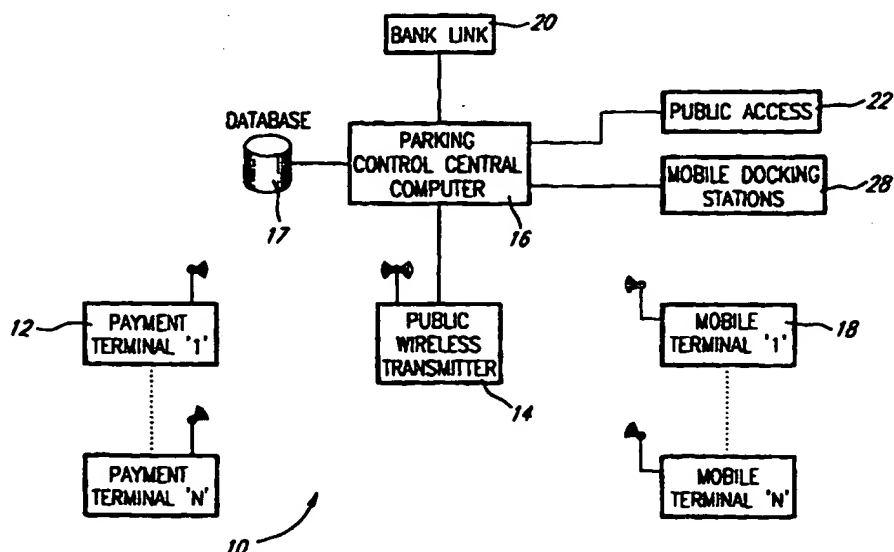 20
BANK LINK
22
PUBLIC ACCESS
DATABASE
PARKING
CONTROL CENTRAL
COMPUTER
MOBILE DOCKING
STATIONS
28
17
16
12
PAYMENT
TERMINAL '1'
PUBLIC
WIRELESS
TRANSMITTER
14
MOBILE
TERMINAL '1'
18
PAYMENT
TERMINAL 'N'
MOBILE
TERMINAL 'N'
10